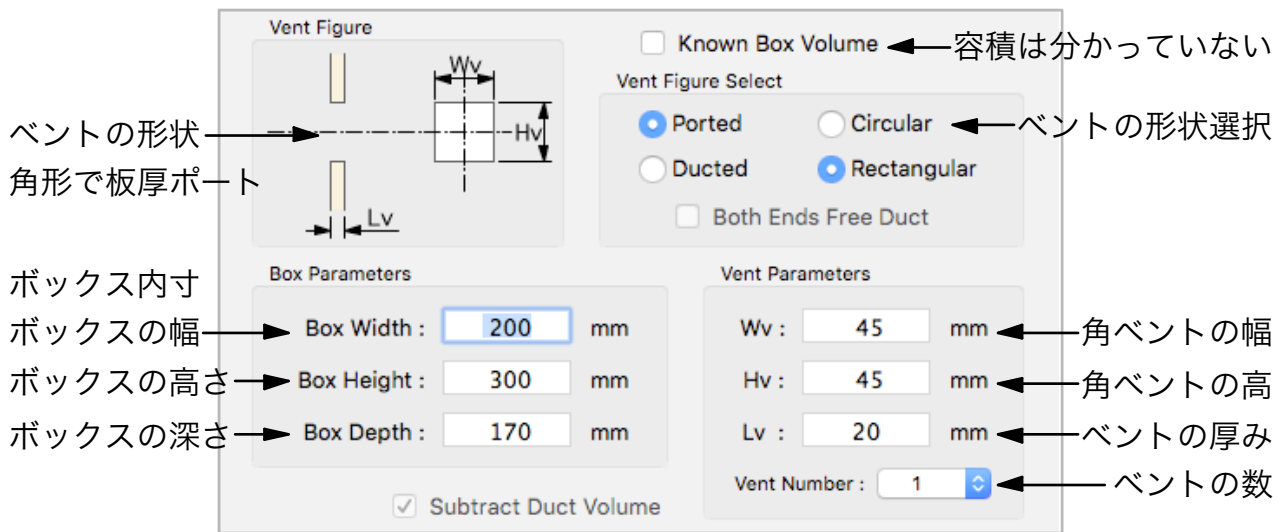 Vent Figure
Known Box Volume
容積は分かっていない
Wv
Hv
Lv
ベントの形状
角形で板厚ポート
Vent Figure Select
Ported
Circular
ベントの形状選択
Ducted
Rectangular
Both Ends Free Duct
ボックス内寸
Box Parameters
ボックスの幅
Box Width : 200 mm
ボックスの高さ
Box Height : 300 mm
ボックスの深さ
Box Depth : 170 mm
Subtract Duct Volume
Vent Parameters
Wv : 45 mm
角ベントの幅
Hv : 45 mm
角ベントの高
Lv : 20 mm
ベントの厚み
Vent Number : 1
ベントの数